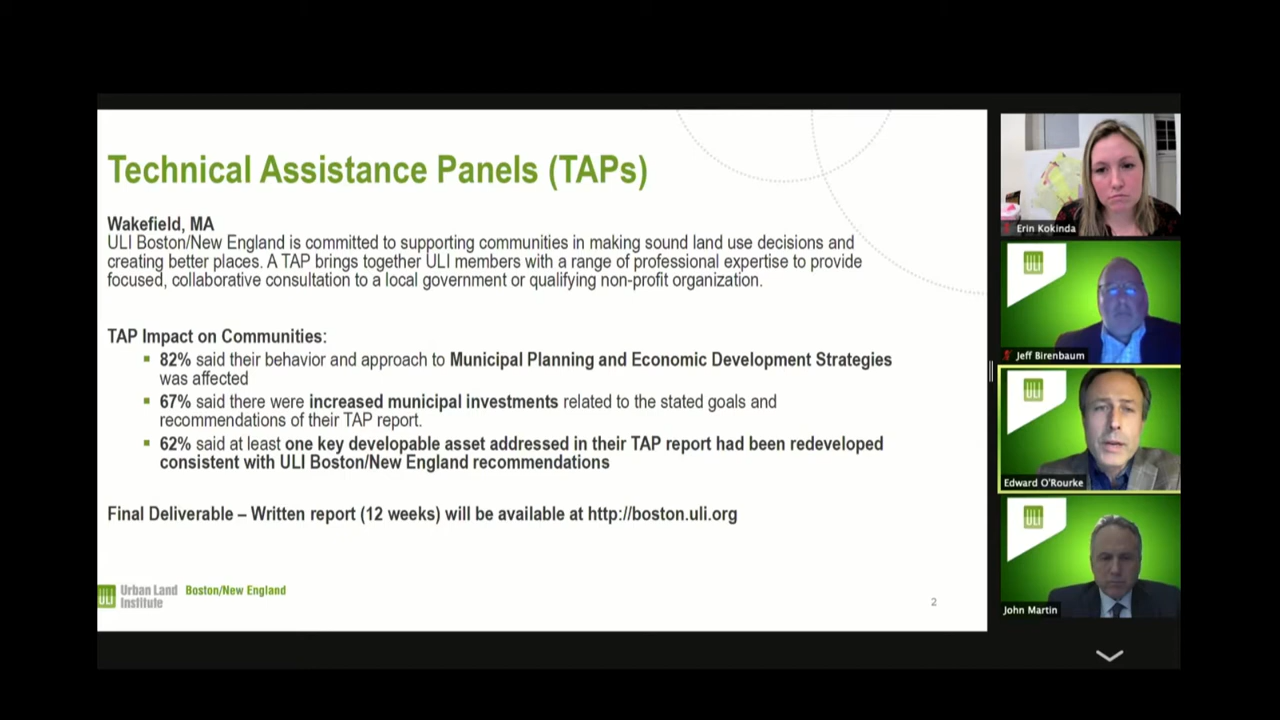 Technical Assistance Panels (TAPs)
Wakefield, MA
ULI Boston/New England is committed to supporting communities in making sound land use decisions and
creating better places. A TAP brings together ULI members with a range of professional expertise to provide
focused, collaborative consultation to a local government or qualifying non-profit organization.
TAP Impact on Communities:
▪ 82% said their behavior and approach to Municipal Planning and Economic Development Strategies
was affected
▪ 67% said there were increased municipal investments related to the stated goals and
recommendations of their TAP report.
▪ 62% said at least one key developable asset addressed in their TAP report had been redeveloped
consistent with ULI Boston/New England recommendations
Final Deliverable – Written report (12 weeks) will be available at http://boston.uli.org
ULI Urban Land Boston/New England
Institute
2
Erin Kokinda
ULI
Jeff Birenbaum
ULI
Edward O'Rourke
ULI
John Martin